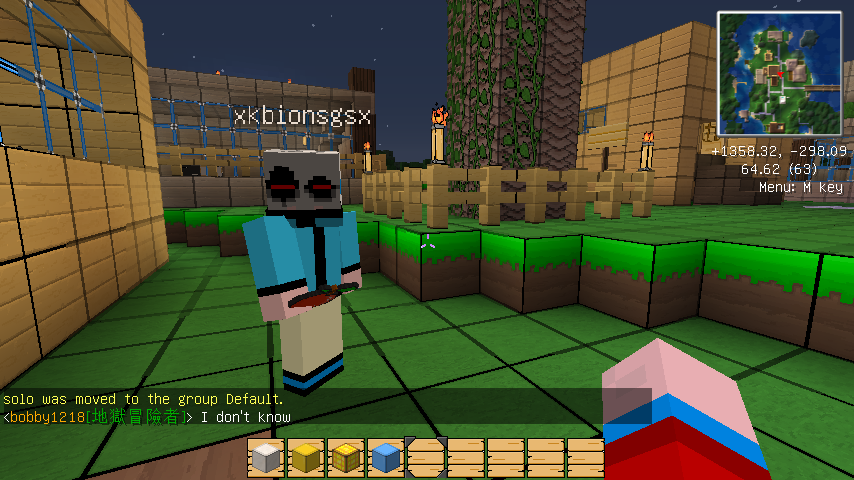 xkbionsgsx
+1358.32, -298.09
64.62 (63)
Menu: M key
solo was moved to the group Default.
<bobby1218[地獄冒險者]> I don't know